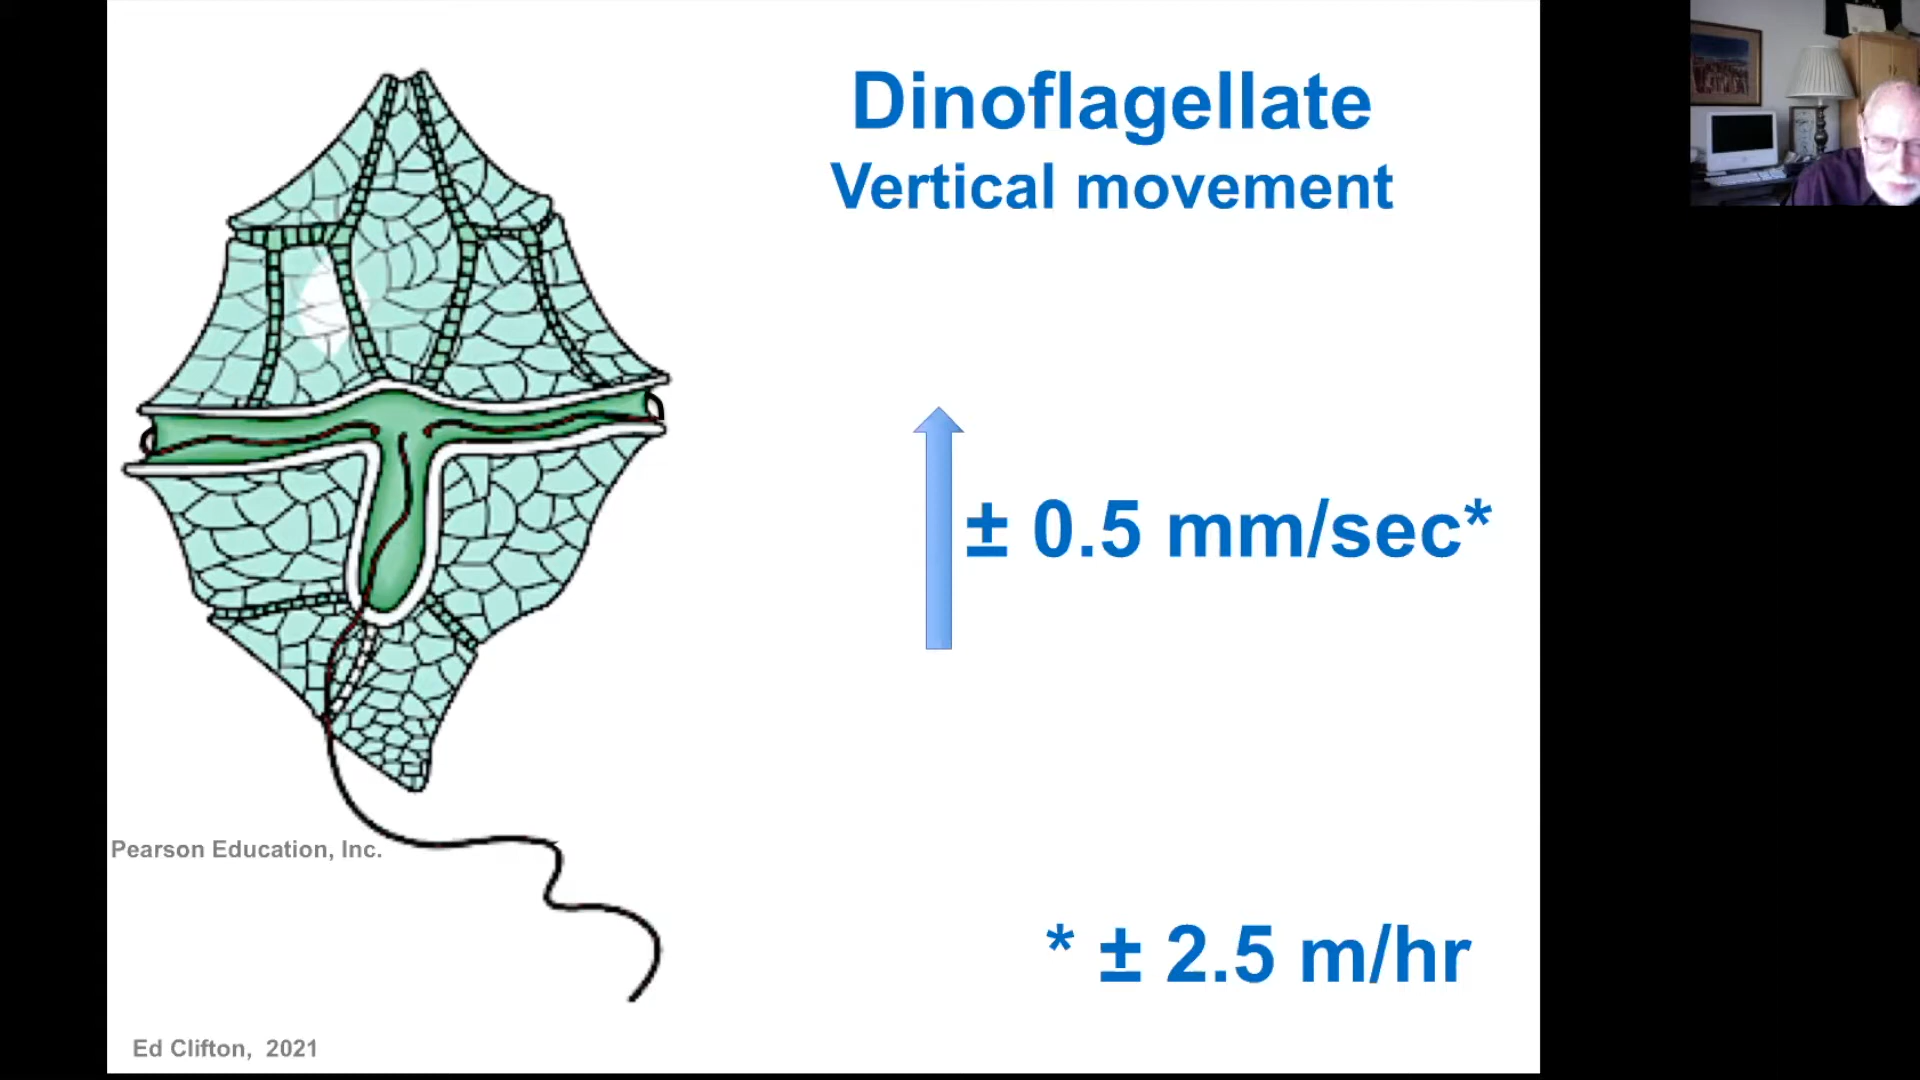 Dinoflagellate
Vertical movement
± 0.5 mm/sec*
Pearson Education, Inc.
* ± 2.5 m/hr
Ed Clifton, 2021